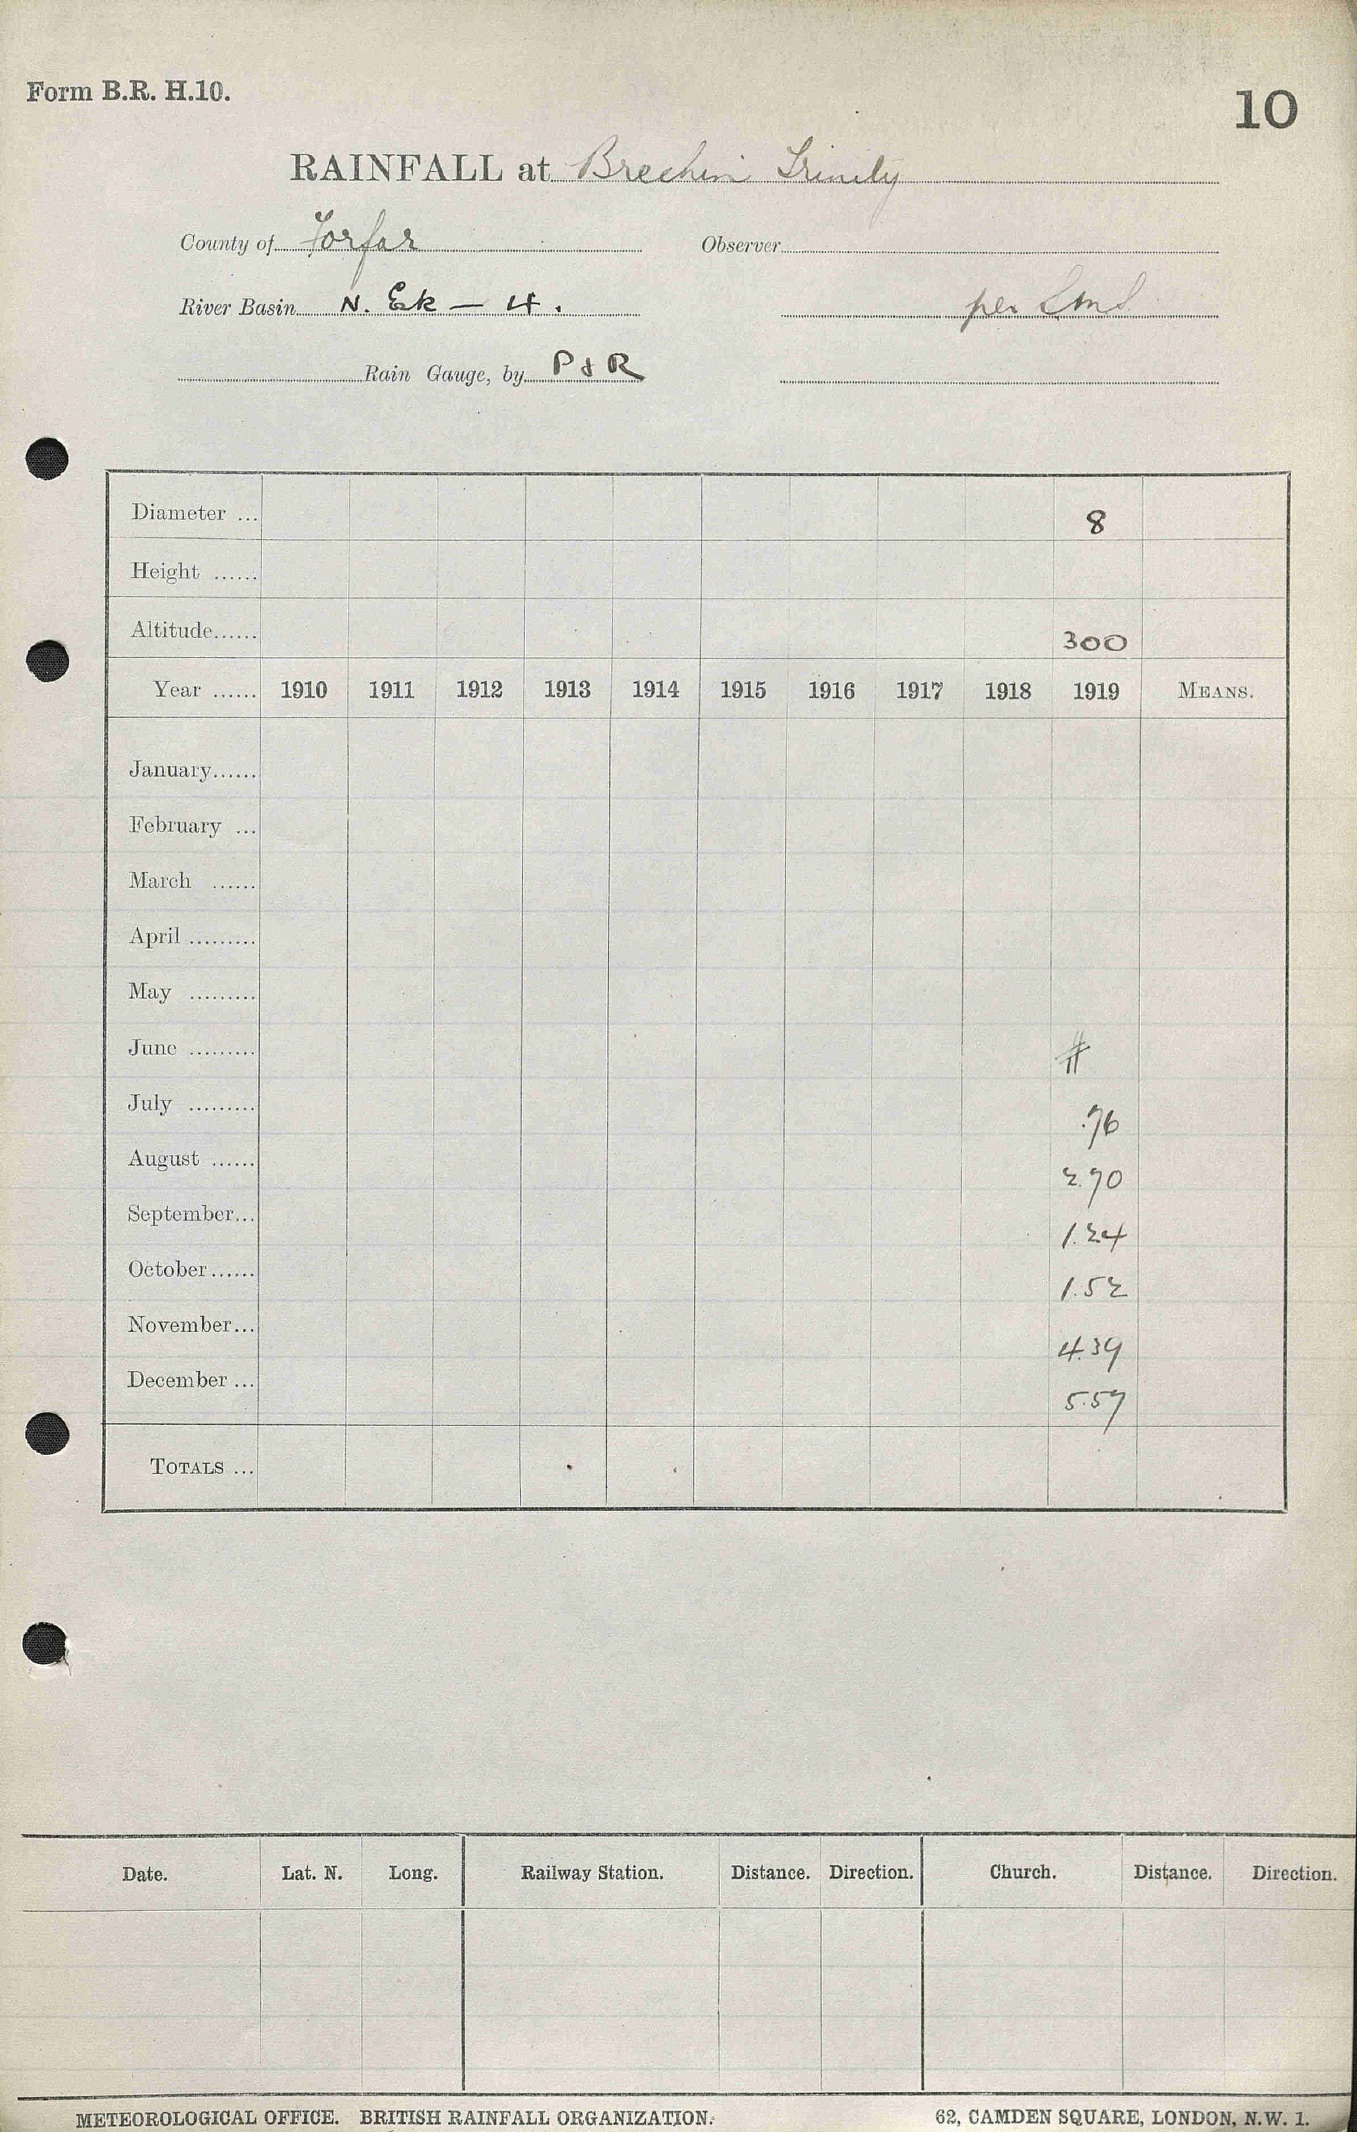 Form B.R. H.10.
10
RAINFALL at Brechin Trinity
County of Forfar Observer
River Basin N. Esk — 4. per
Rain Gauge, by P & R
Diameter ... 8
Height ......
Altitude...... 300
Year ...... 1910 1911 1912 1913 1914 1915 1916 1917 1918 1919 MEANS.
January......
February ...
March ......
April .........
May .........
June ......... #
July ......... .76
August ...... 2.70
September... 1.24
October...... 1.52
November... 4.39
December ... 5.57
TOTALS ...
Date. Lat. N. Long. Railway Station. Distance. Direction. Church. Distance. Direction.
METEOROLOGICAL OFFICE. BRITISH RAINFALL ORGANIZATION. 62, CAMDEN SQUARE, LONDON, N.W. 1.